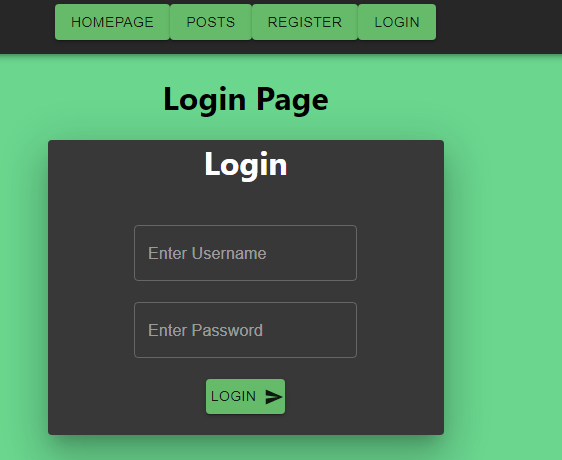 HOMEPAGE POSTS REGISTER LOGIN
Login Page
Login
Enter Username
Enter Password
LOGIN